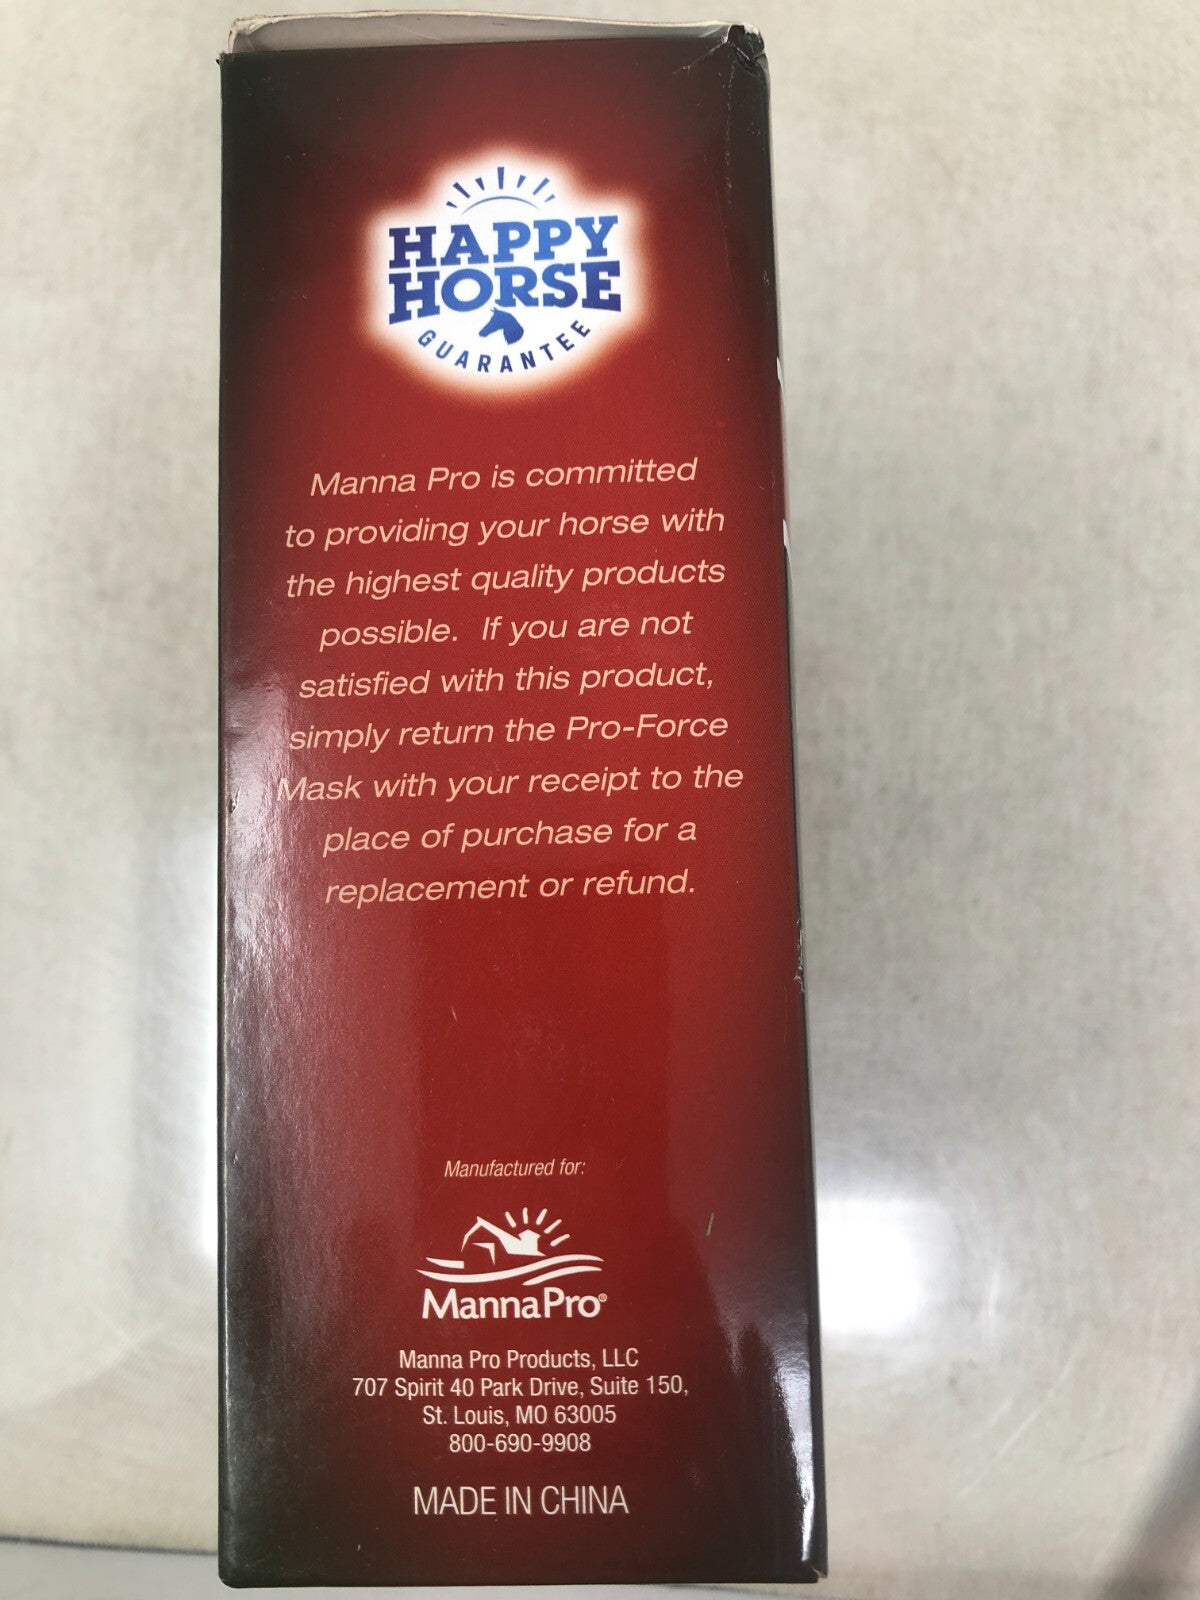 HAPPY
HORSE
GUARANTEE
Manna Pro is committed
to providing your horse with
the highest quality products
possible. If you are not
satisfied with this product,
simply return the Pro-Force
Mask with your receipt to the
place of purchase for a
replacement or refund.
Manufactured for:
MannaPro®
Manna Pro Products, LLC
707 Spirit 40 Park Drive, Suite 150,
St. Louis, MO 63005
800-690-9908
MADE IN CHINA